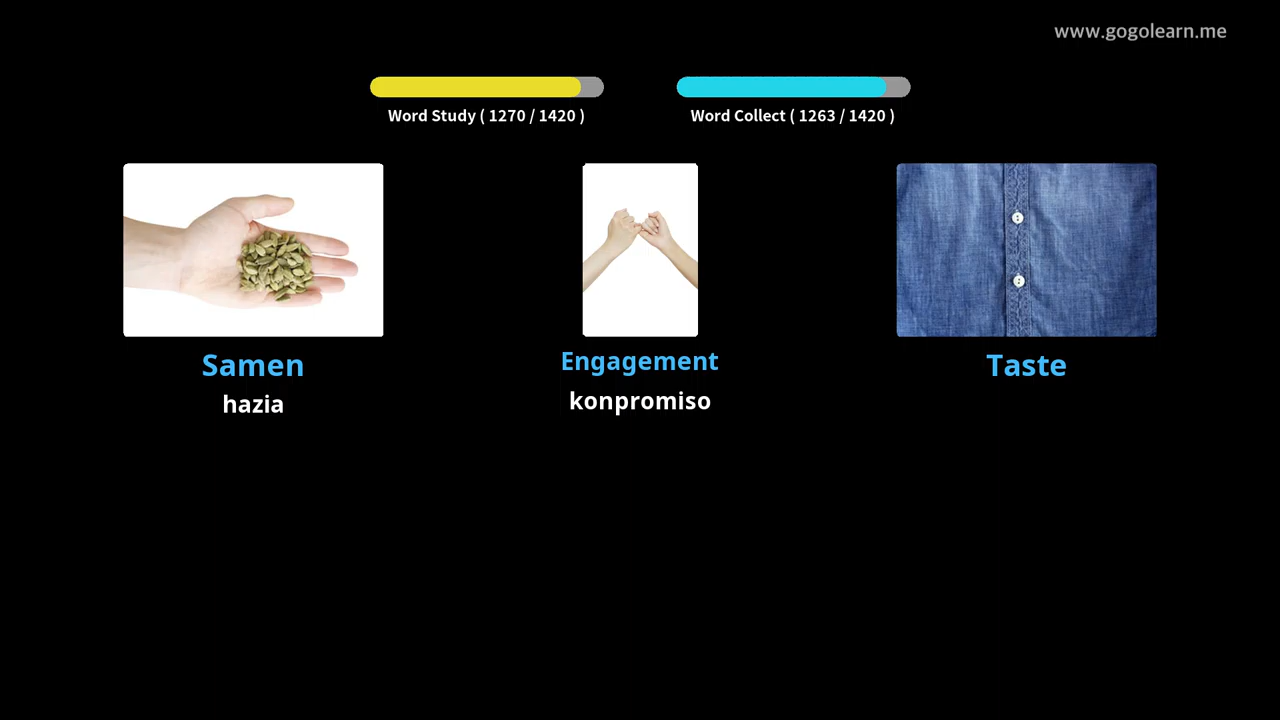 www.gogolearn.me
Word Study ( 1270 / 1420 )
Word Collect ( 1263 / 1420 )
Samen
hazia
Engagement
konpromiso
Taste